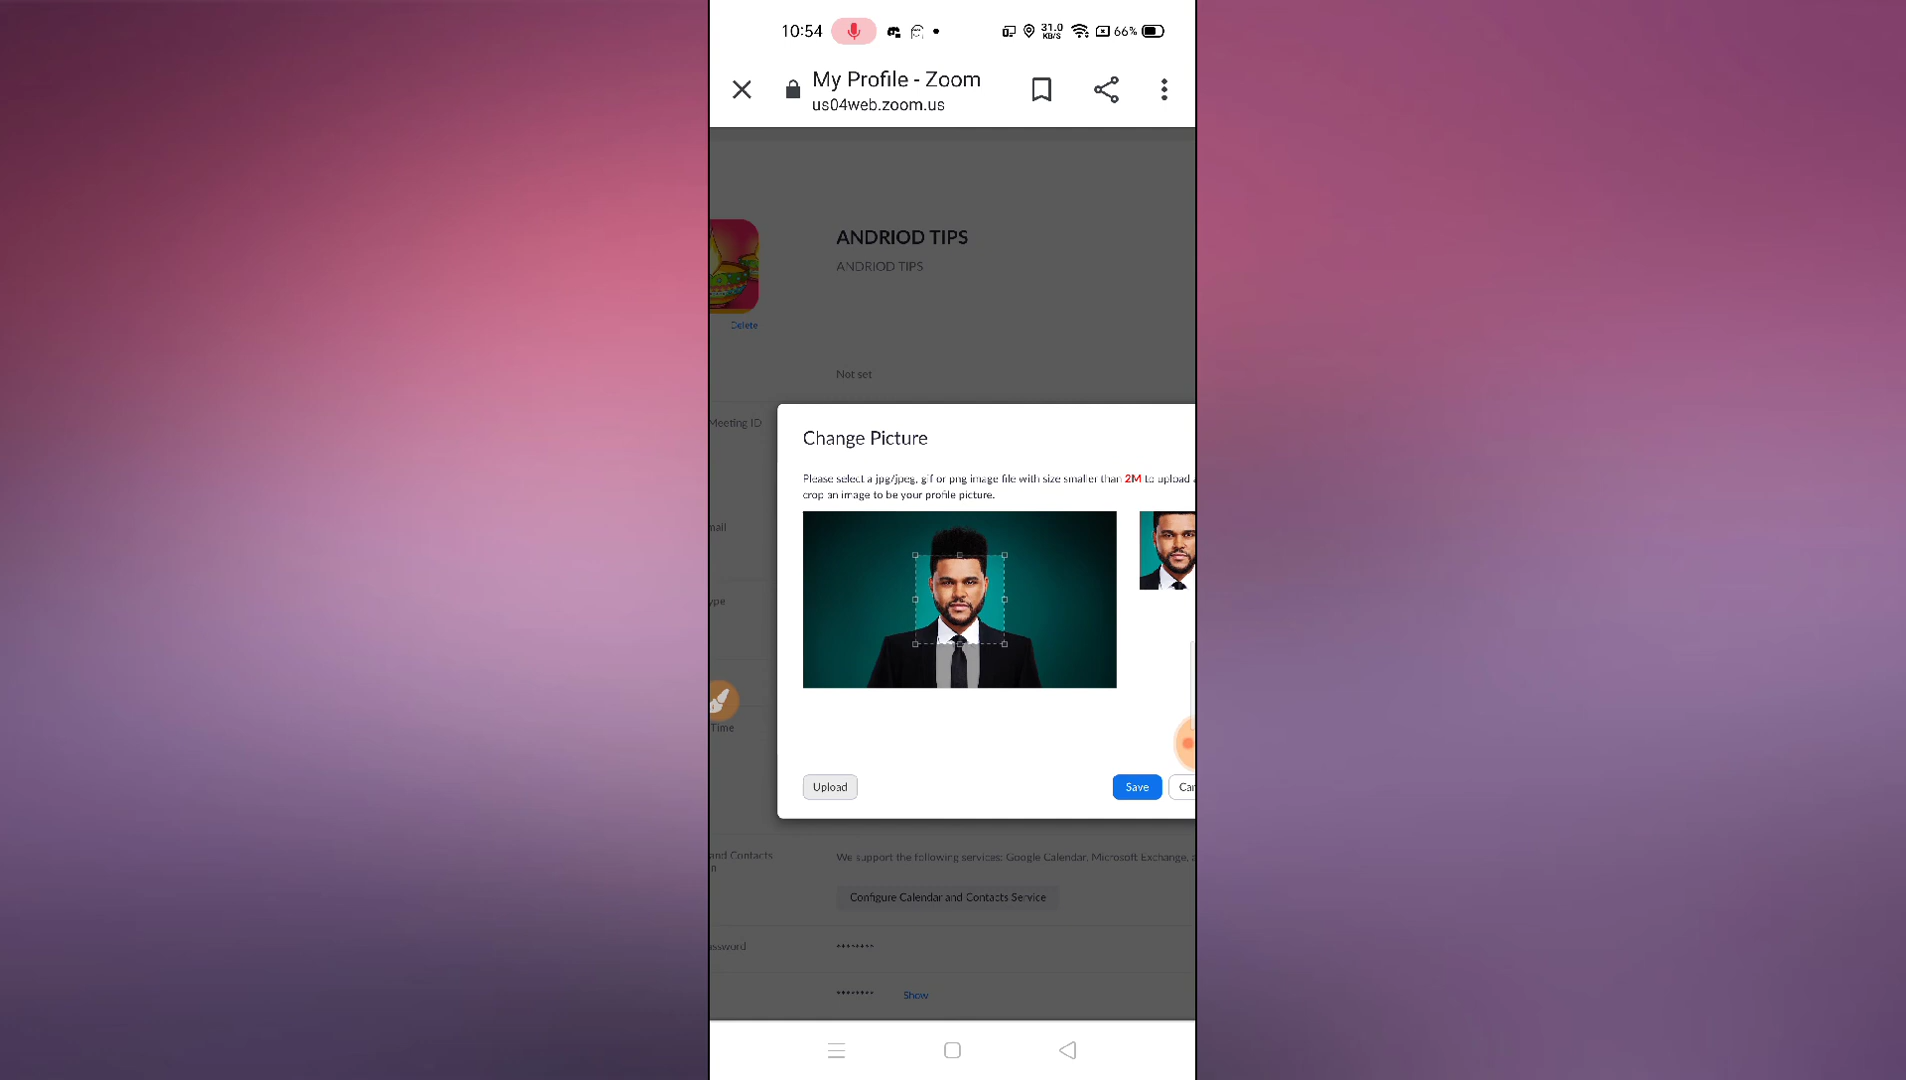 10:54
31.0
KB/S
66%
My Profile - Zoom
us04web.zoom.us
ANDRIOD TIPS
ANDRIOD TIPS
Delete
Not set
Meeting ID
Change Picture
Please select a jpg/jpeg, gif or png image file with size smaller than 2M to upload
crop an image to be your profile picture.
Time
Upload
Save
and Contacts
We support the following services: Google Calendar, Microsoft Exchange,
Configure Calendar and Contacts Service
********
******** Show